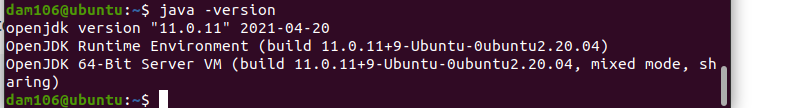 dam106@ubuntu:~$ java -version
openjdk version "11.0.11" 2021-04-20
OpenJDK Runtime Environment (build 11.0.11+9-Ubuntu-0ubuntu2.20.04)
OpenJDK 64-Bit Server VM (build 11.0.11+9-Ubuntu-0ubuntu2.20.04, mixed mode, sh
aring)
dam106@ubuntu:~$